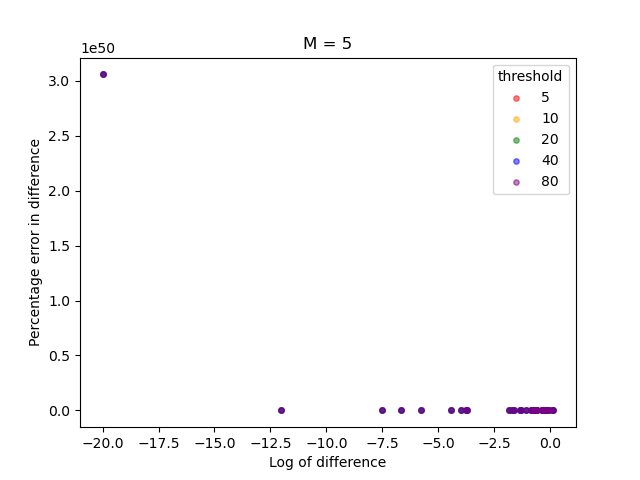 M = 5
1e50
3.0
2.5
2.0
1.5
1.0
0.5
0.0
Percentage error in difference
threshold
5
10
20
40
80
−20.0 −17.5 −15.0 −12.5 −10.0 −7.5 −5.0 −2.5 0.0
Log of difference